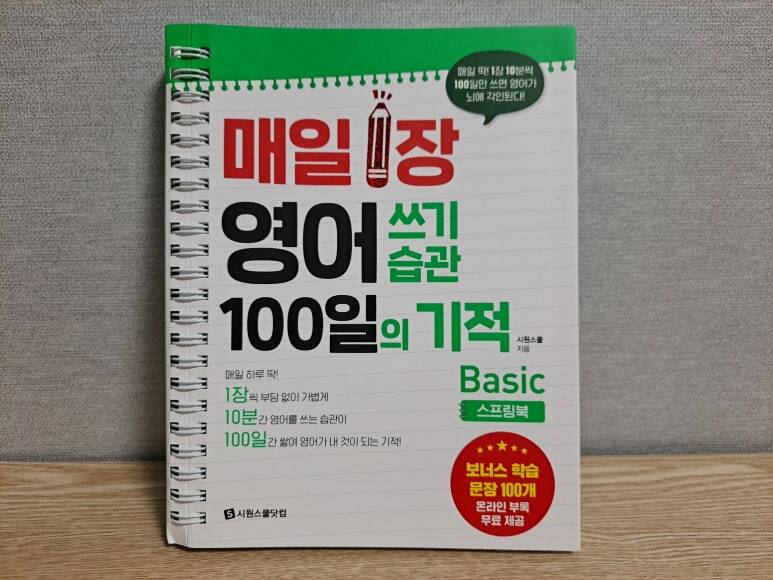 매일 딱! 1장 10분씩
100일만 쓰면 영어가
뇌에 각인된다!
매일 1장
영어 쓰기 습관
100일의 기적
시원스쿨
지음
매일 하루 딱!
1장씩 부담 없이 가볍게
10분간 영어를 쓰는 습관이
100일간 쌓여 영어가 내 것이 되는 기적!
Basic
스프링북
보너스 학습
문장 100개
온라인 부록
무료 제공
S 시원스쿨닷컴